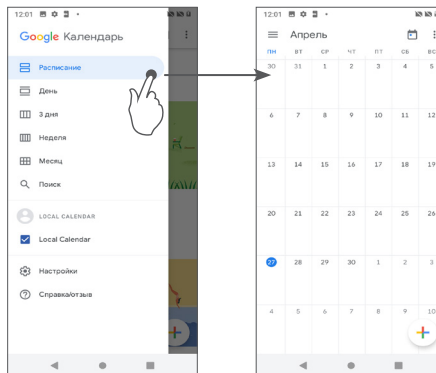 12:01
Google Календарь
Расписание
День
3 дня
Неделя
Месяц
Поиск
LOCAL CALENDAR
Local Calendar
Настройки
Справка/отзыв
12:01
Апрель
ПН ВТ СР ЧТ ПТ СБ ВС
30 31 1 2 3 4 5
6 7 8 9 10 11 12
13 14 15 16 17 18 19
20 21 22 23 24 25 26
27 28 29 30 1 2 3
4 5 6 7 8 9 10